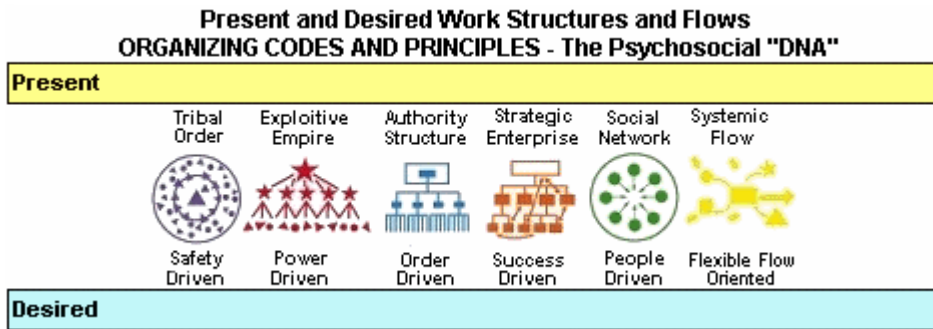 Present and Desired Work Structures and Flows
ORGANIZING CODES AND PRINCIPLES - The Psychosocial "DNA"
Present
Tribal Order
Exploitive Empire
Authority Structure
Strategic Enterprise
Social Network
Systemic Flow
Safety Driven
Power Driven
Order Driven
Success Driven
People Driven
Flexible Flow Oriented
Desired